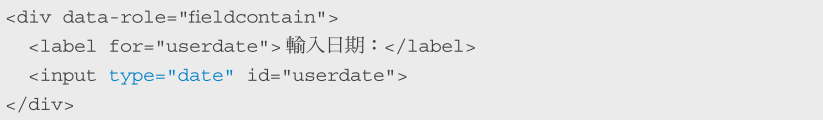 <div data-role="fieldcontain">
  <label for="userdate">輸入日期：</label>
  <input type="date" id="userdate">
</div>